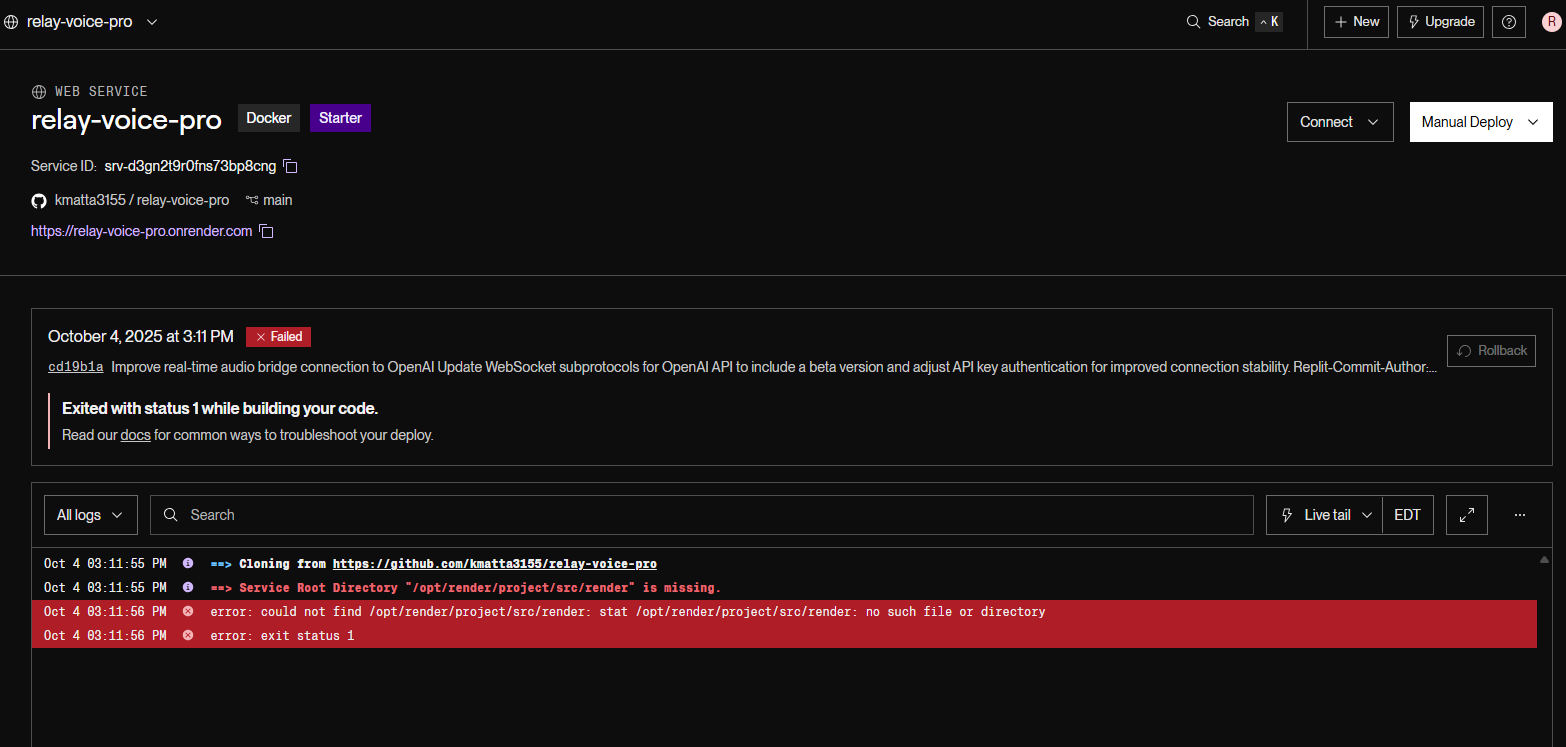 relay-voice-pro
Search ^ K
+ New
Upgrade
R
WEB SERVICE
relay-voice-pro Docker Starter
Connect
Manual Deploy
Service ID: srv-d3gn2t9r0fns73bp8cng
kmatta3155 / relay-voice-pro main
https://relay-voice-pro.onrender.com
October 4, 2025 at 3:11 PM Failed
Rollback
cd19b1a Improve real-time audio bridge connection to OpenAI Update WebSocket subprotocols for OpenAI API to include a beta version and adjust API key authentication for improved connection stability. Replit-Commit-Author:...
Exited with status 1 while building your code.
Read our docs for common ways to troubleshoot your deploy.
All logs
Search
Live tail
EDT
...
Oct 4 03:11:55 PM ==> Cloning from https://github.com/kmatta3155/relay-voice-pro
Oct 4 03:11:55 PM ==> Service Root Directory "/opt/render/project/src/render" is missing.
Oct 4 03:11:56 PM error: could not find /opt/render/project/src/render: stat /opt/render/project/src/render: no such file or directory
Oct 4 03:11:56 PM error: exit status 1